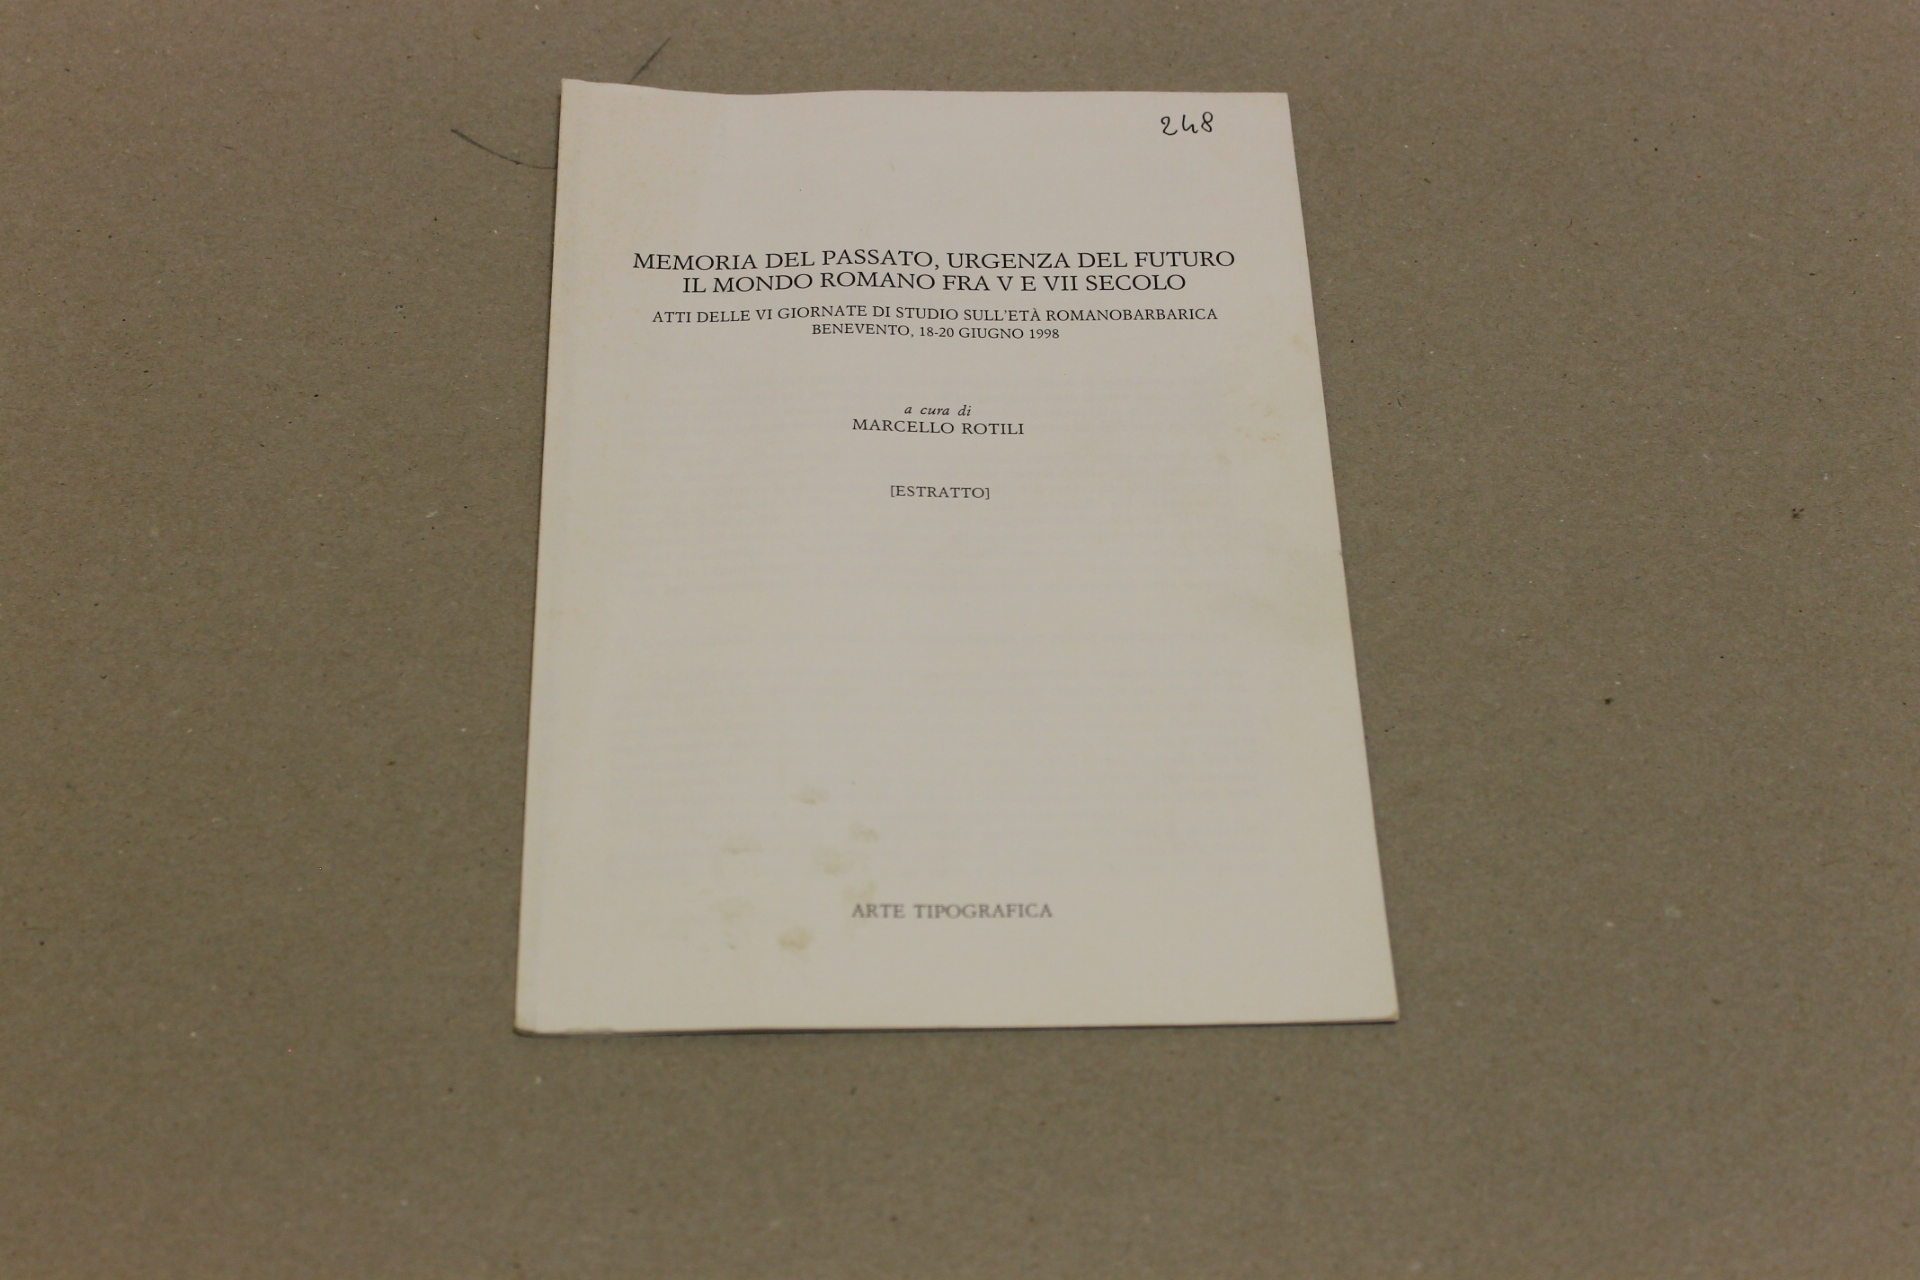 248
MEMORIA DEL PASSATO, URGENZA DEL FUTURO
IL MONDO ROMANO FRA V E VII SECOLO
ATTI DELLE VI GIORNATE DI STUDIO SULL'ETÀ ROMANOBARBARICA
BENEVENTO, 18-20 GIUGNO 1998
a cura di
MARCELLO ROTILI
[ESTRATTO]
ARTE TIPOGRAFICA